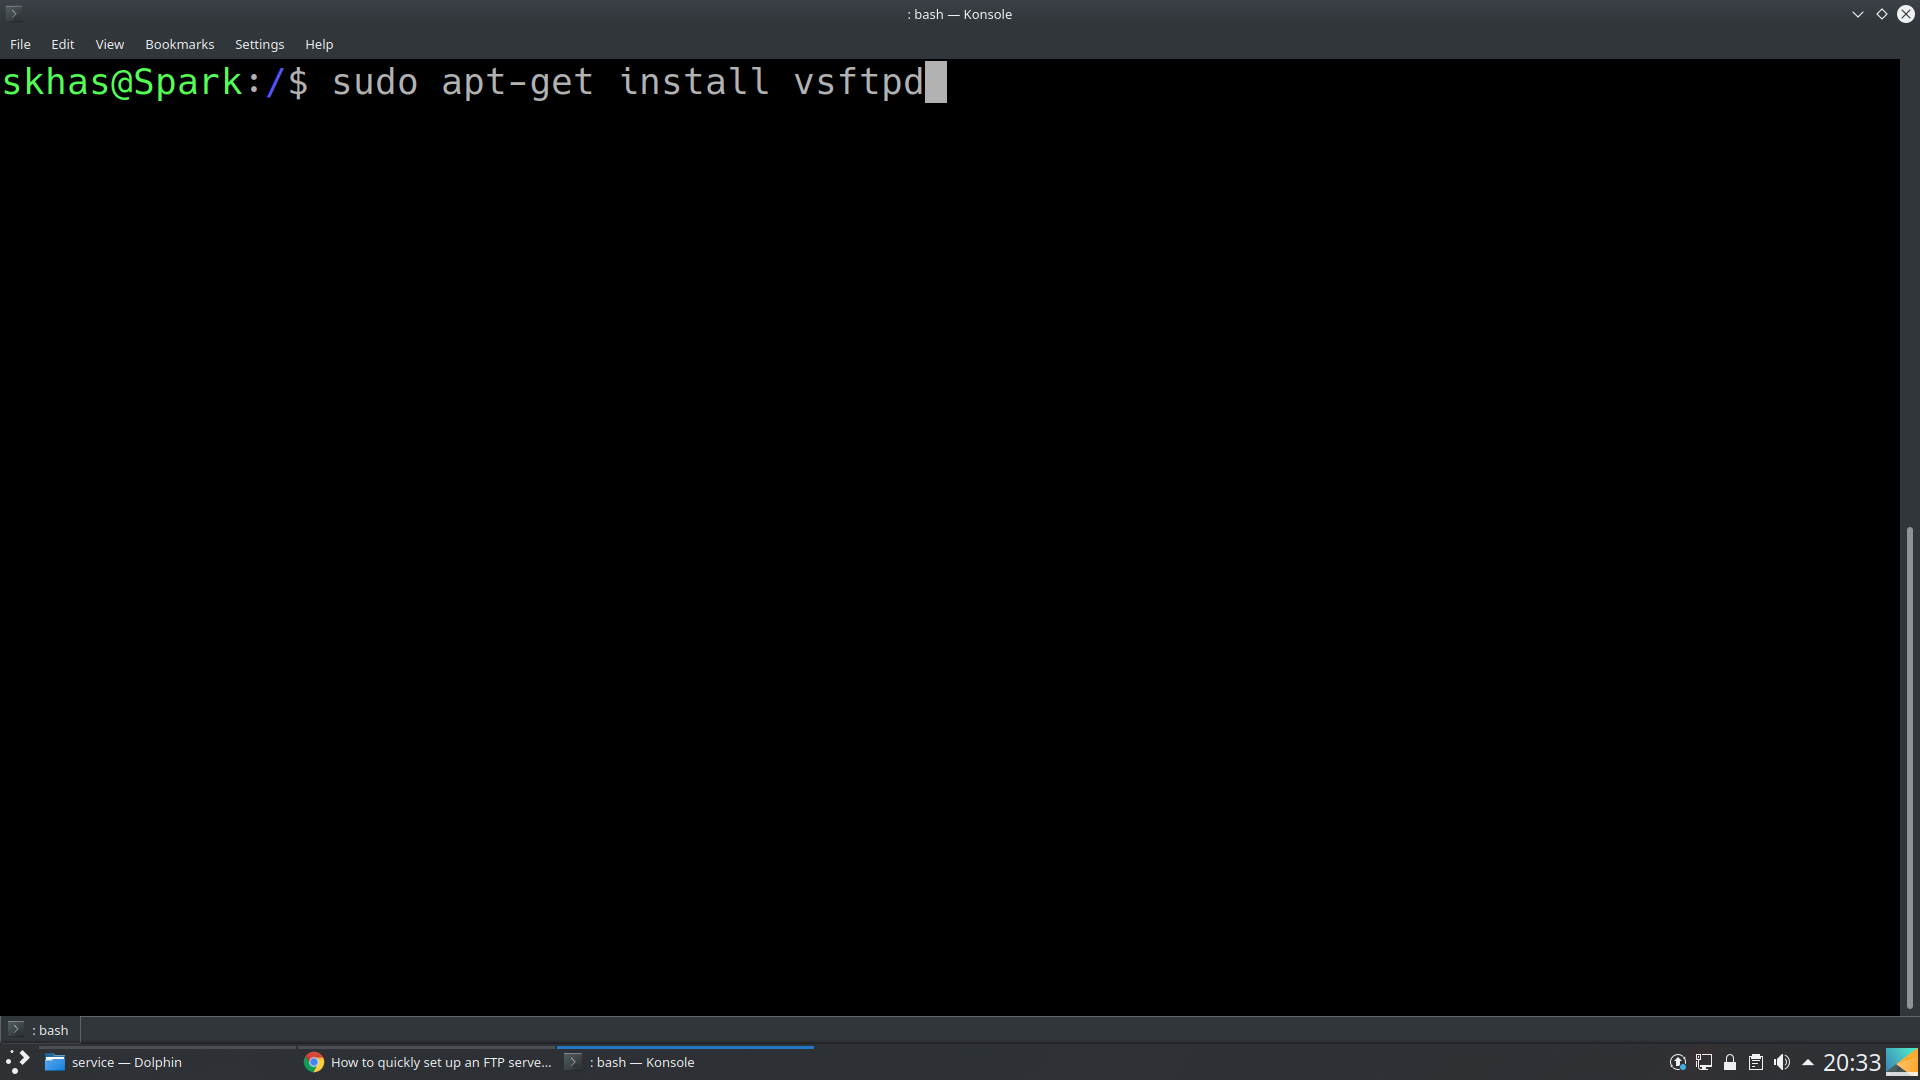 : bash — Konsole
File Edit View Bookmarks Settings Help
skhas@Spark:/$ sudo apt-get install vsftpd
: bash
service — Dolphin How to quickly set up an FTP serve... : bash — Konsole 20:33